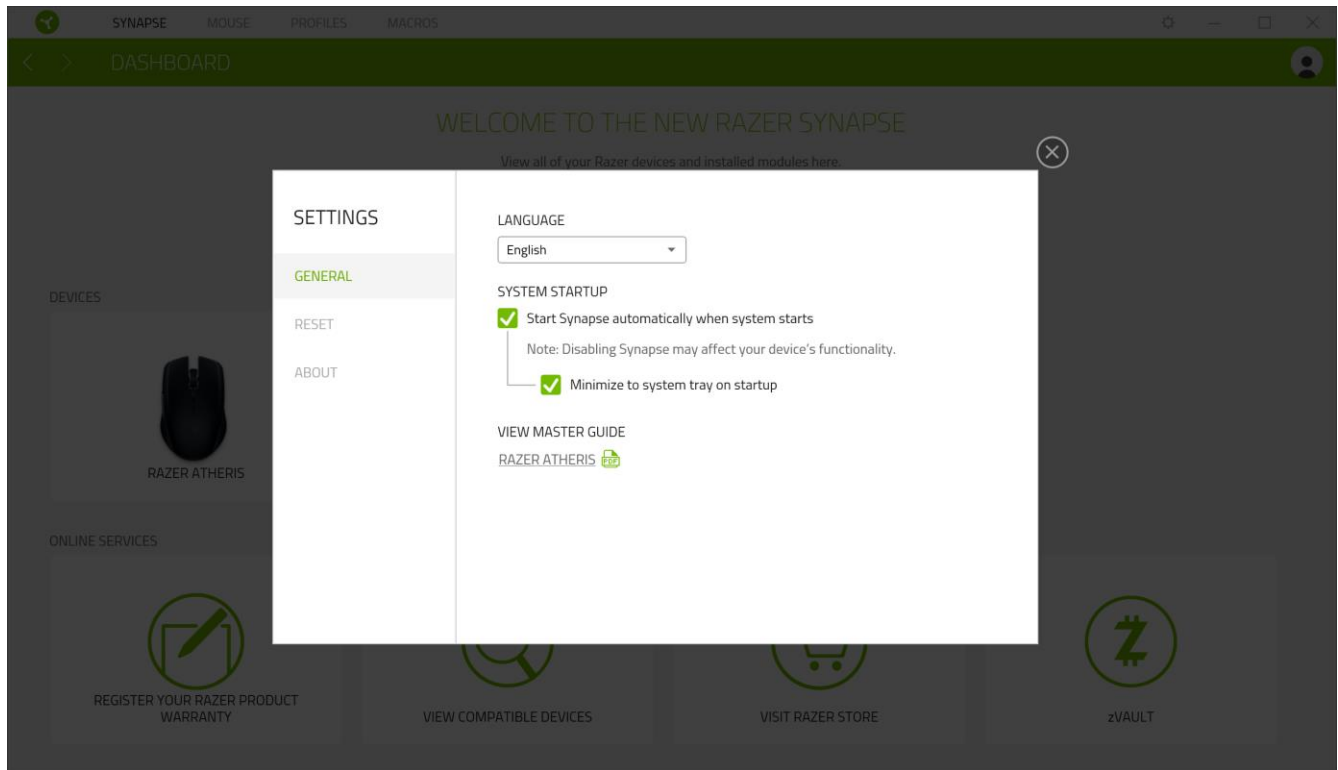 SYNAPSE MOUSE PROFILES MACROS
DASHBOARD
WELCOME TO THE NEW RAZER SYNAPSE
View all of your Razer devices and installed modules here.
SETTINGS
GENERAL
RESET
ABOUT
LANGUAGE
English
SYSTEM STARTUP
Start Synapse automatically when system starts
Note: Disabling Synapse may affect your device's functionality.
Minimize to system tray on startup
VIEW MASTER GUIDE
RAZER ATHERIS PDF
DEVICES
RAZER ATHERIS
ONLINE SERVICES
REGISTER YOUR RAZER PRODUCT
WARRANTY
VIEW COMPATIBLE DEVICES
VISIT RAZER STORE
zVAULT